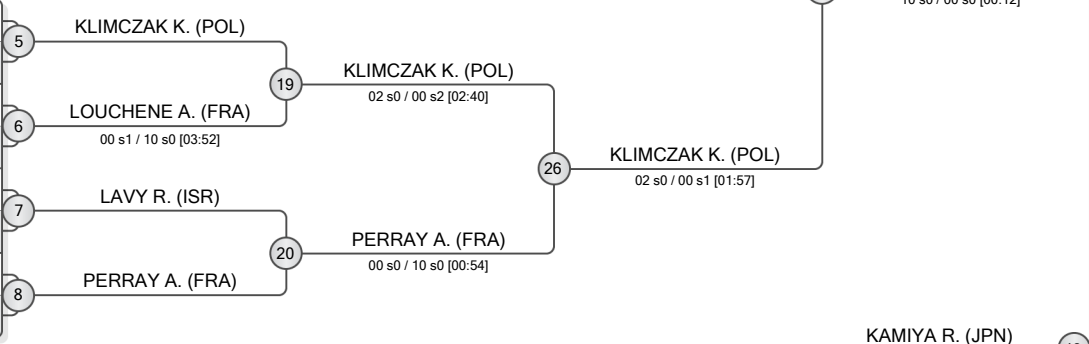 5
KLIMCZAK K. (POL)
19
KLIMCZAK K. (POL)
02 s0 / 00 s2 [02:40]
6
LOUCHENE A. (FRA)
00 s1 / 10 s0 [03:52]
26
KLIMCZAK K. (POL)
02 s0 / 00 s1 [01:57]
7
LAVY R. (ISR)
20
PERRAY A. (FRA)
00 s0 / 10 s0 [00:54]
8
PERRAY A. (FRA)
KAMIYA R. (JPN)